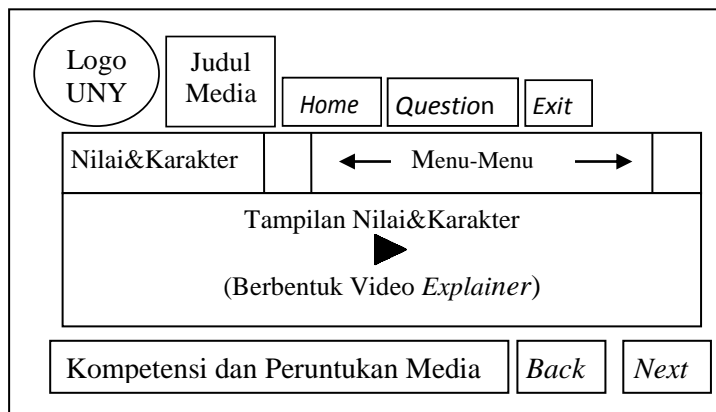 Logo
UNY
Judul
Media
Home
Question
Exit
Nilai&Karakter
Menu-Menu
Tampilan Nilai&Karakter
(Berbentuk Video Explainer)
Kompetensi dan Peruntukan Media
Back
Next